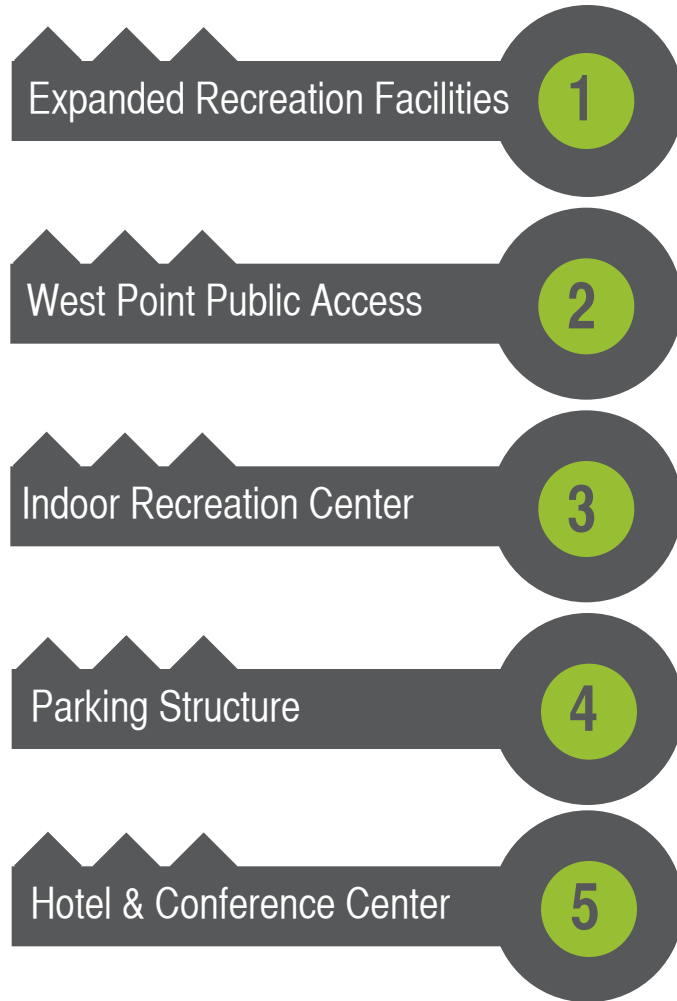 Expanded Recreation Facilities 1
West Point Public Access 2
Indoor Recreation Center 3
Parking Structure 4
Hotel & Conference Center 5